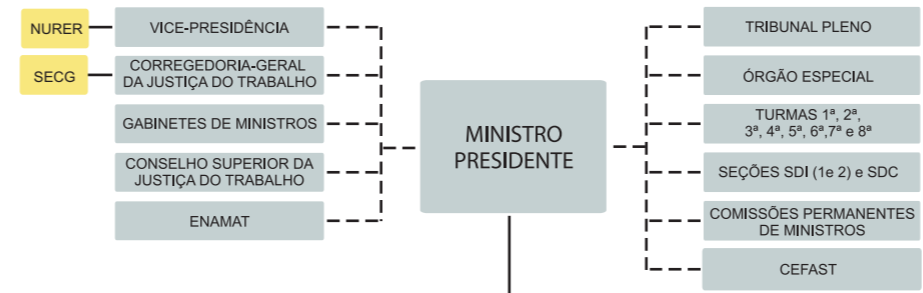 NURER
VICE-PRESIDÊNCIA
SECG
CORREGEDORIA-GERAL
DA JUSTIÇA DO TRABALHO
GABINETES DE MINISTROS
CONSELHO SUPERIOR DA
JUSTIÇA DO TRABALHO
ENAMAT
MINISTRO
PRESIDENTE
TRIBUNAL PLENO
ÓRGÃO ESPECIAL
TURMAS 1ª, 2ª,
3ª, 4ª, 5ª, 6ª,7ª e 8ª
SEÇÕES SDI (1e 2) e SDC
COMISSÕES PERMANENTES
DE MINISTROS
CEFAST